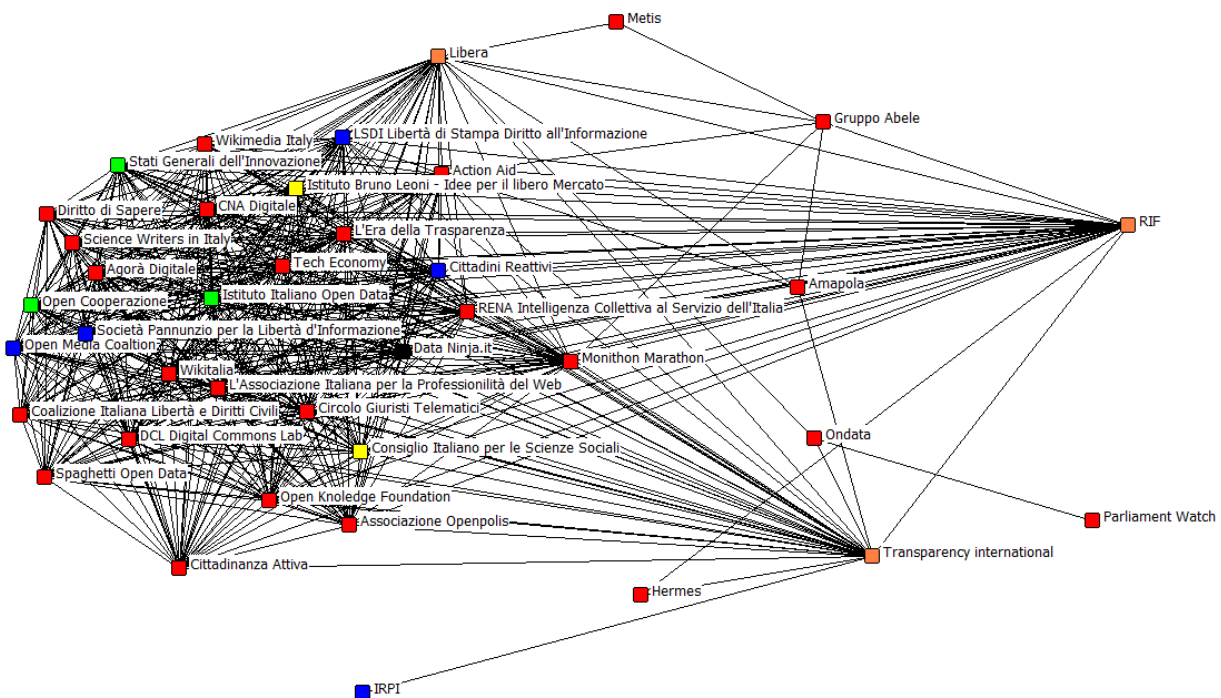 Metis
Libera
Gruppo Abele
LSDI Libertà di Stampa Diritto all'Informazione
Wikimedia Italy
Stati Generali dell'Innovazione
Action Aid
Istituto Bruno Leoni - Idee per il libero Mercato
CNA Digitale
Diritto di Sapere
RIF
L'Era della Trasparenza
Science Writers in Italy
Tech Economy
Cittadini Reattivi
Agorà Digitale
Amapola
Istituto Italiano Open Data
Open Cooperazione
RENA Intelligenza Collettiva al Servizio dell'Italia
Società Pannunzio per la Libertà d'Informazione
Open Media Coaltion
Data Ninja.it
Monithon Marathon
Wikitalia
L'Associazione Italiana per la Professionilità del Web
Circolo Giuristi Telematici
Coalizione Italiana Libertà e Diritti Civili
DCL Digital Commons Lab
Ondata
Consiglio Italiano per le Scienze Sociali
Spaghetti Open Data
Open Knoledge Foundation
Parliament Watch
Associazione Openpolis
Transparency international
Cittadinanza Attiva
Hermes
IRPI